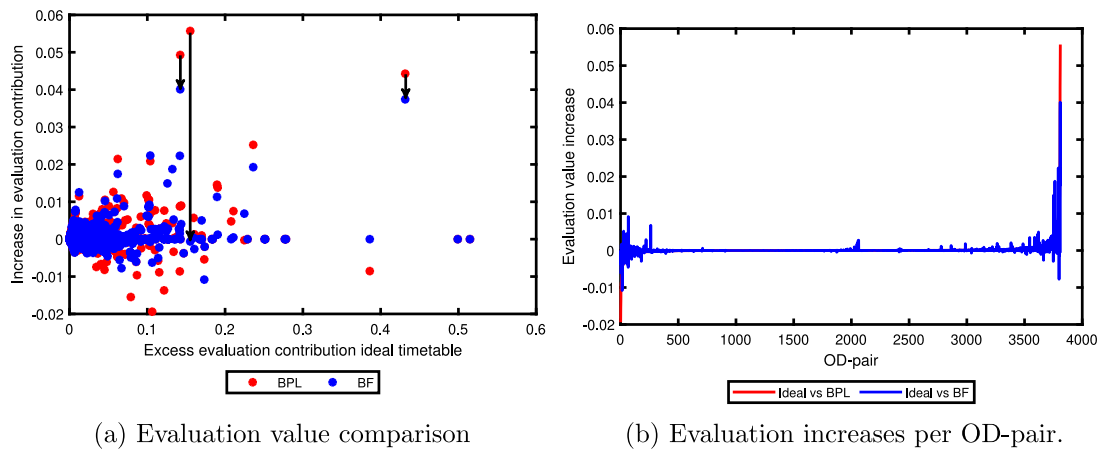 0.06
0.05
0.04
0.03
0.02
0.01
0
-0.01
-0.02
Increase in evaluation contribution
0 0.1 0.2 0.3 0.4 0.5 0.6
Excess evaluation contribution ideal timetable
BPL BF
(a) Evaluation value comparison
0.06
0.05
0.04
0.03
0.02
0.01
0
-0.01
-0.02
Evaluation value increase
0 500 1000 1500 2000 2500 3000 3500 4000
OD-pair
Ideal vs BPL Ideal vs BF
(b) Evaluation increases per OD-pair.